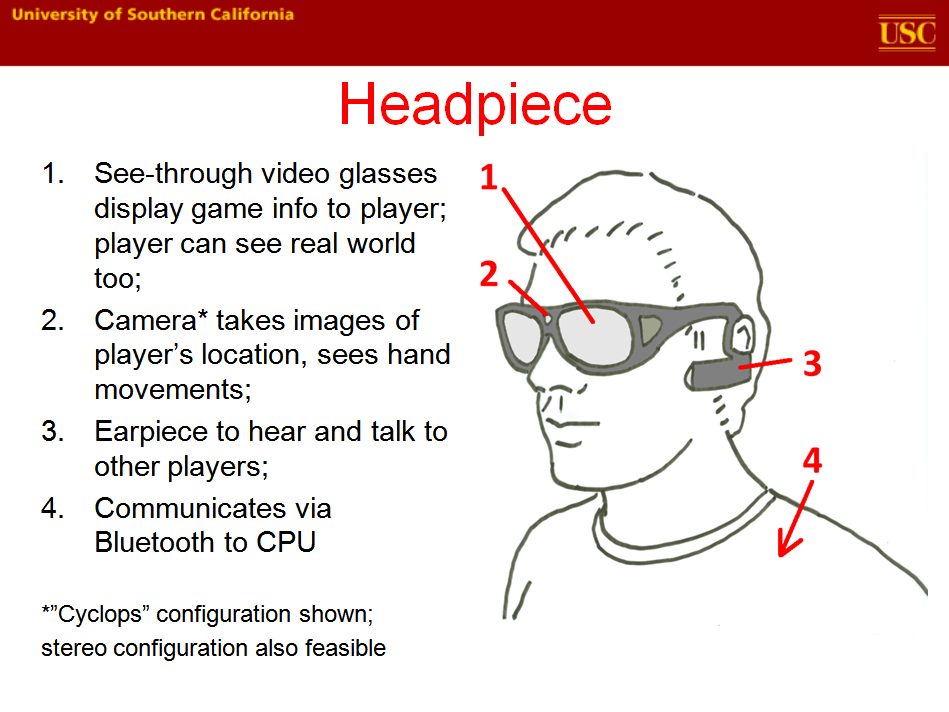 University of Southern California
USC
Headpiece
1. See-through video glasses
display game info to player;
player can see real world
too;
2. Camera* takes images of
player’s location, sees hand
movements;
3. Earpiece to hear and talk to
other players;
4. Communicates via
Bluetooth to CPU
*”Cyclops” configuration shown;
stereo configuration also feasible
1
2
3
4